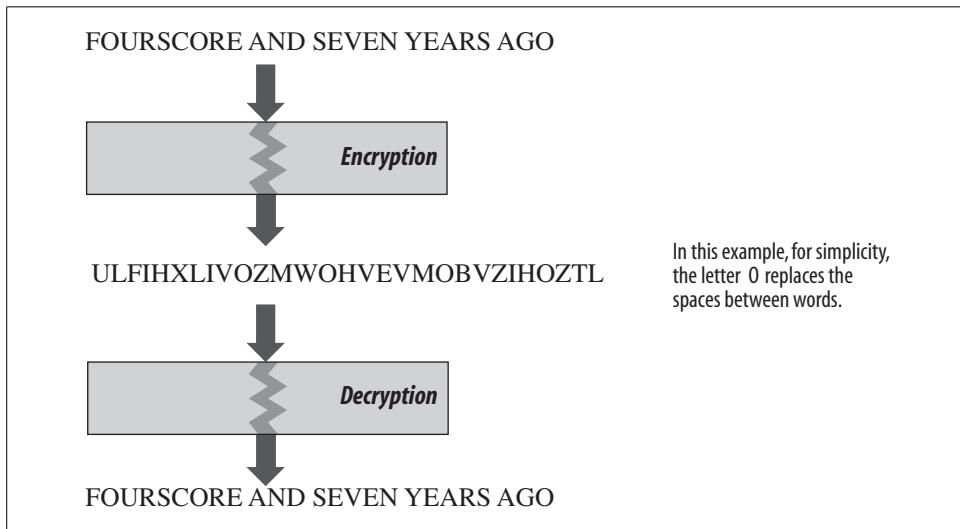 FOURSCORE AND SEVEN YEARS AGO
Encryption
ULFIHXLIVOZMWOHVEVMOBVZIHOZTL
In this example, for simplicity,
the letter O replaces the
spaces between words.
Decryption
FOURSCORE AND SEVEN YEARS AGO